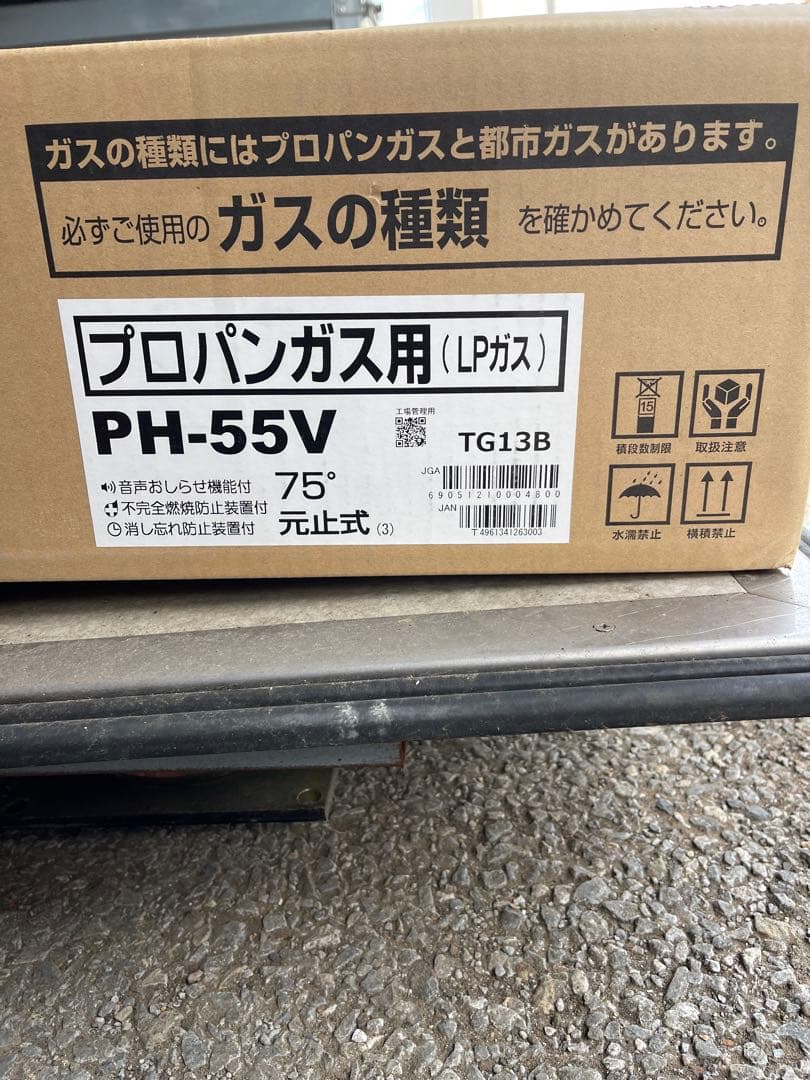 ガスの種類にはプロパンガスと都市ガスがあります。
必ずご使用の ガスの種類 を確かめてください。
プロパンガス用(LPガス)
PH-55V
工場管理用
TG13B
音声おしらせ機能付
不完全燃焼防止装置付
消し忘れ防止装置付
75°
元止式(3)
JGA
69051210004800
JAN
T4961341263003
15
積段数制限
取扱注意
水濡禁止
横積禁止